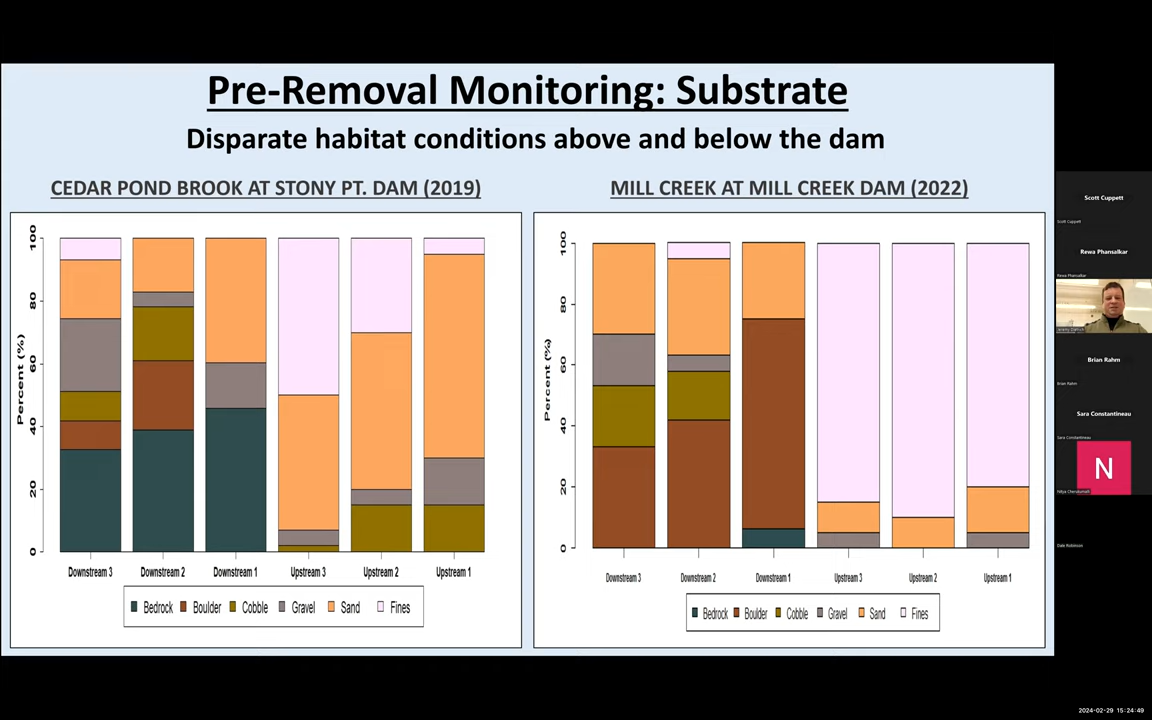 Pre-Removal Monitoring: Substrate
Disparate habitat conditions above and below the dam
CEDAR POND BROOK AT STONY PT. DAM (2019)
Percent (%)
100
80
60
40
20
0
Downstream 3
Downstream 2
Downstream 1
Upstream 3
Upstream 2
Upstream 1
Bedrock Boulder Cobble Gravel Sand Fines
MILL CREEK AT MILL CREEK DAM (2022)
Percent (%)
100
80
60
40
20
0
Downstream 3
Downstream 2
Downstream 1
Upstream 3
Upstream 2
Upstream 1
Bedrock Boulder Cobble Gravel Sand Fines
Scott Cuppett
Scott Cuppett
Rewa Phansalkar
Rewa Phansalkar
Brian Rahm
Brian Rahm
Sara Constantineau
Sara Constantineau
N
Dale Robinson
2024-02-29 15:24:49